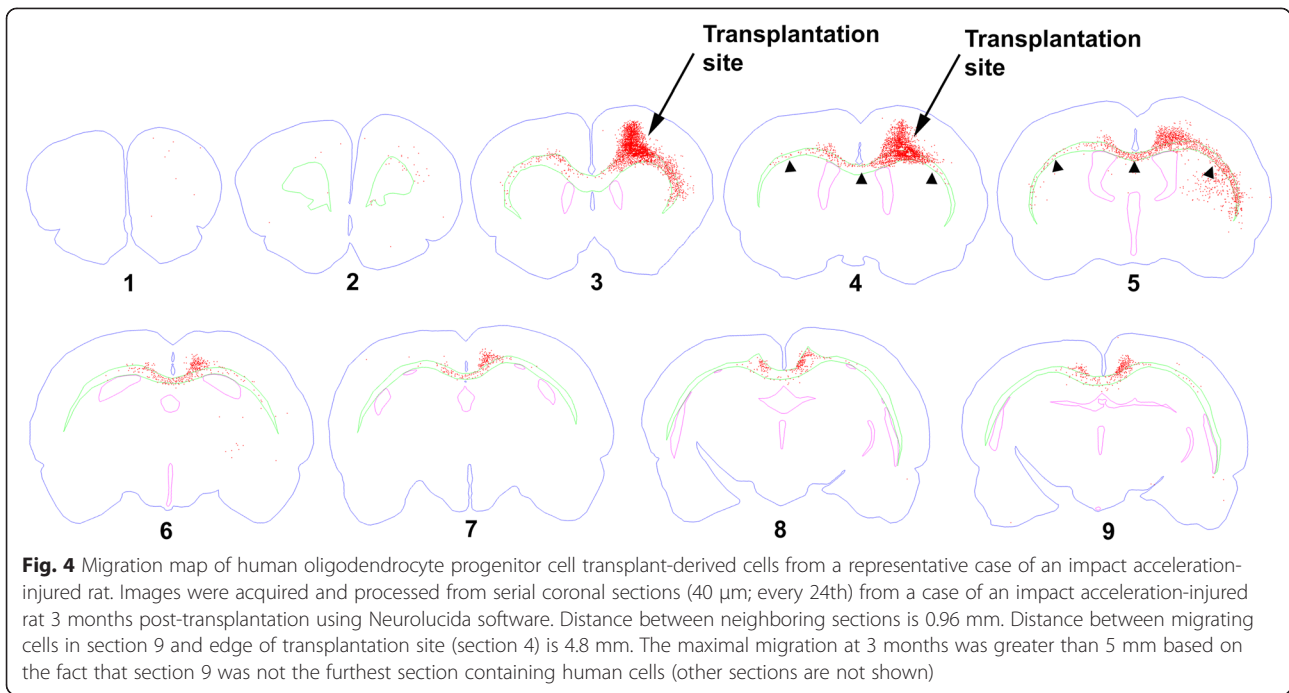 Transplantation
site
Transplantation
site
1
2
3
4
5
6
7
8
9
Fig. 4 Migration map of human oligodendrocyte progenitor cell transplant-derived cells from a representative case of an impact acceleration-
injured rat. Images were acquired and processed from serial coronal sections (40 μm; every 24th) from a case of an impact acceleration-injured
rat 3 months post-transplantation using Neurolucida software. Distance between neighboring sections is 0.96 mm. Distance between migrating
cells in section 9 and edge of transplantation site (section 4) is 4.8 mm. The maximal migration at 3 months was greater than 5 mm based on
the fact that section 9 was not the furthest section containing human cells (other sections are not shown)